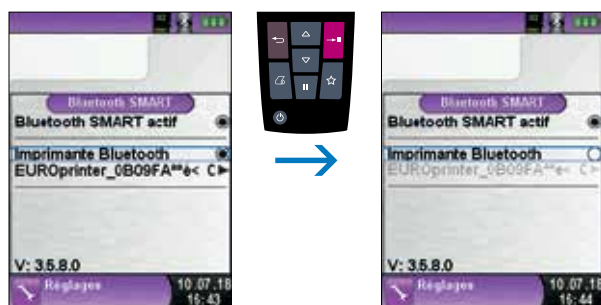 Bluetooth SMART
Bluetooth SMART actif
Imprimante Bluetooth
EUROprinter_0B09FA**é< C
V: 3.5.8.0
Réglages
10.07.18
16:43
Bluetooth SMART
Bluetooth SMART actif
Imprimante Bluetooth
EUROprinter_0B09FA**é< C
V: 3.5.8.0
Réglages
10.07.18
16:44